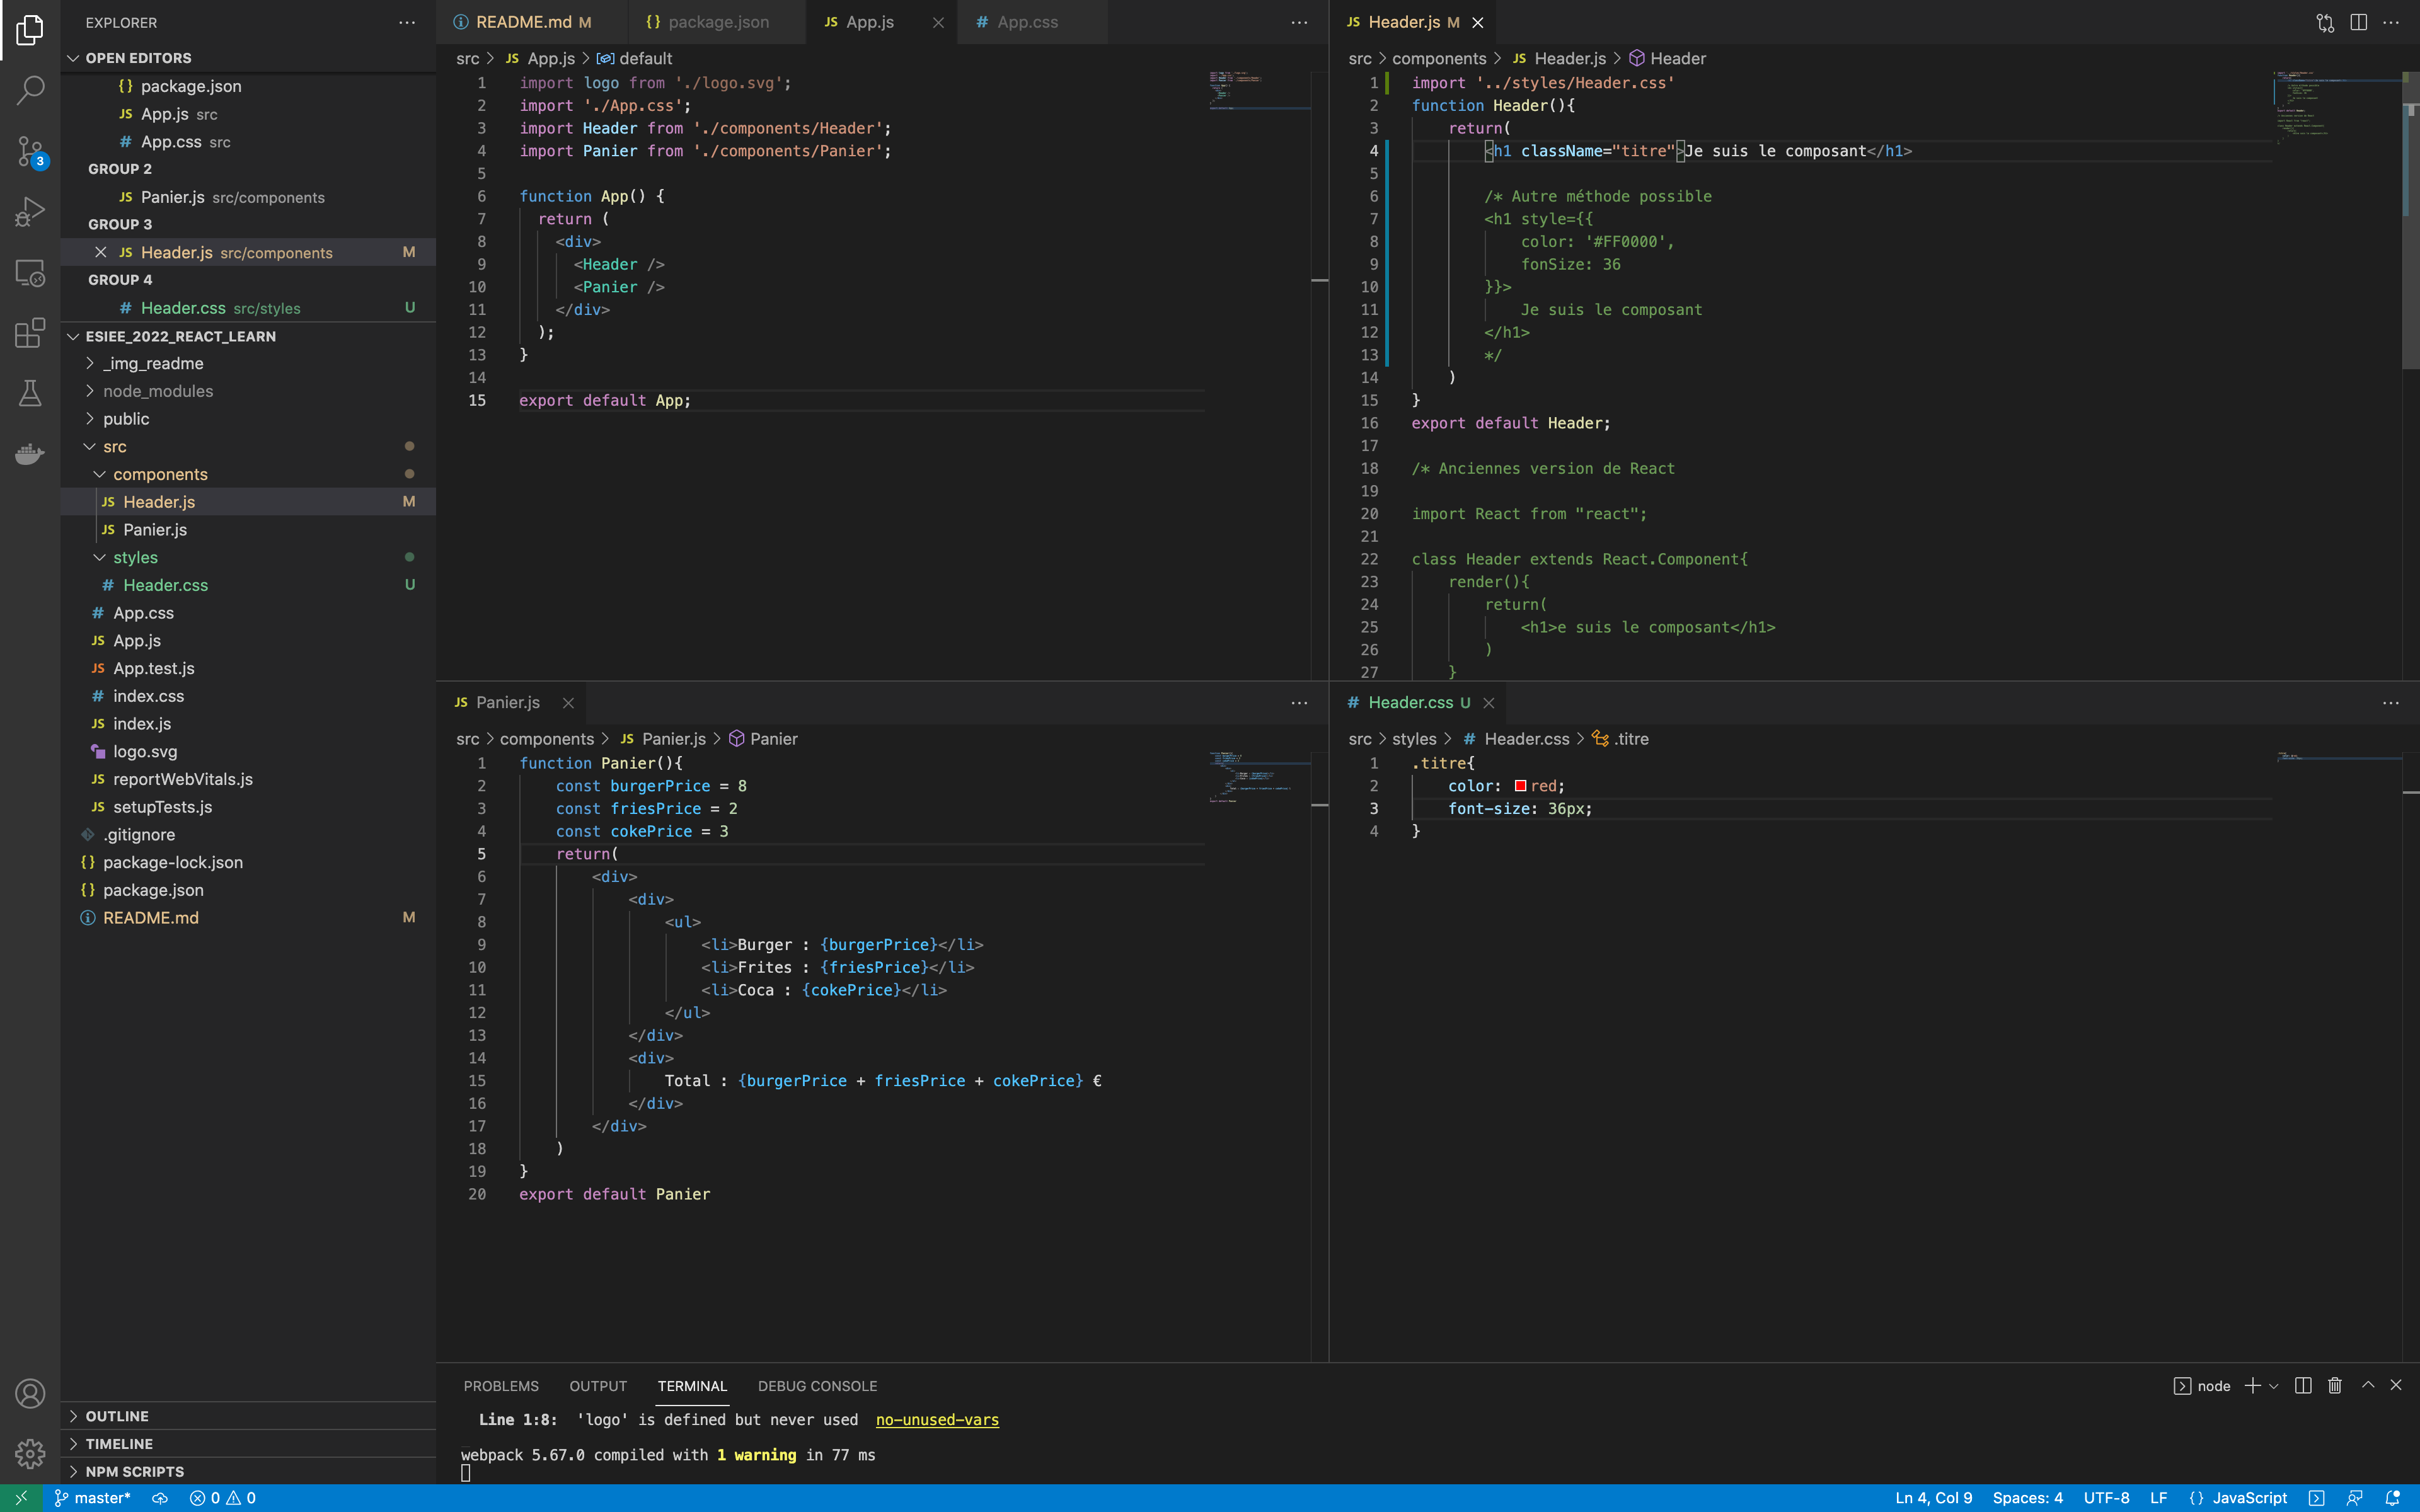 EXPLORER
OPEN EDITORS
{} package.json
JS App.js src
# App.css src
GROUP 2
JS Panier.js src/components
GROUP 3
JS Header.js src/components M
GROUP 4
# Header.css src/styles U
ESIEE_2022_REACT_LEARN
_img_readme
node_modules
public
src
components
JS Header.js M
JS Panier.js
styles
# Header.css U
# App.css
JS App.js
JS App.test.js
# index.css
JS index.js
logo.svg
JS reportWebVitals.js
JS setupTests.js
.gitignore
{} package-lock.json
{} package.json
README.md M
OUTLINE
TIMELINE
NPM SCRIPTS
3
README.md M {} package.json JS App.js # App.css
src > JS App.js > default
1 import logo from './logo.svg';
2 import './App.css';
3 import Header from './components/Header';
4 import Panier from './components/Panier';
5
6 function App() {
7 return (
8 <div>
9 <Header />
10 <Panier />
11 </div>
12 );
13 }
14
15 export default App;
JS Header.js M
src > components > JS Header.js > Header
1 import '../styles/Header.css'
2 function Header(){
3 return(
4 <h1 className="titre">Je suis le composant</h1>
5
6 /* Autre méthode possible
7 <h1 style={{
8 color: '#FF0000',
9 fonSize: 36
10 }}>
11 Je suis le composant
12 </h1>
13 */
14 )
15 }
16 export default Header;
17
18 /* Anciennes version de React
19
20 import React from "react";
21
22 class Header extends React.Component{
23 render(){
24 return(
25 <h1>e suis le composant</h1>
26 )
27 }
JS Panier.js
src > components > JS Panier.js > Panier
1 function Panier(){
2 const burgerPrice = 8
3 const friesPrice = 2
4 const cokePrice = 3
5 return(
6 <div>
7 <div>
8 <ul>
9 <li>Burger : {burgerPrice}</li>
10 <li>Frites : {friesPrice}</li>
11 <li>Coca : {cokePrice}</li>
12 </ul>
13 </div>
14 <div>
15 Total : {burgerPrice + friesPrice + cokePrice} €
16 </div>
17 </div>
18 )
19 }
20 export default Panier
# Header.css U
src > styles > # Header.css > .titre
1 .titre{
2 color: red;
3 font-size: 36px;
4 }
PROBLEMS OUTPUT TERMINAL DEBUG CONSOLE
node
Line 1:8: 'logo' is defined but never used no-unused-vars
webpack 5.67.0 compiled with 1 warning in 77 ms
master* 0 0
Ln 4, Col 9 Spaces: 4 UTF-8 LF {} JavaScript